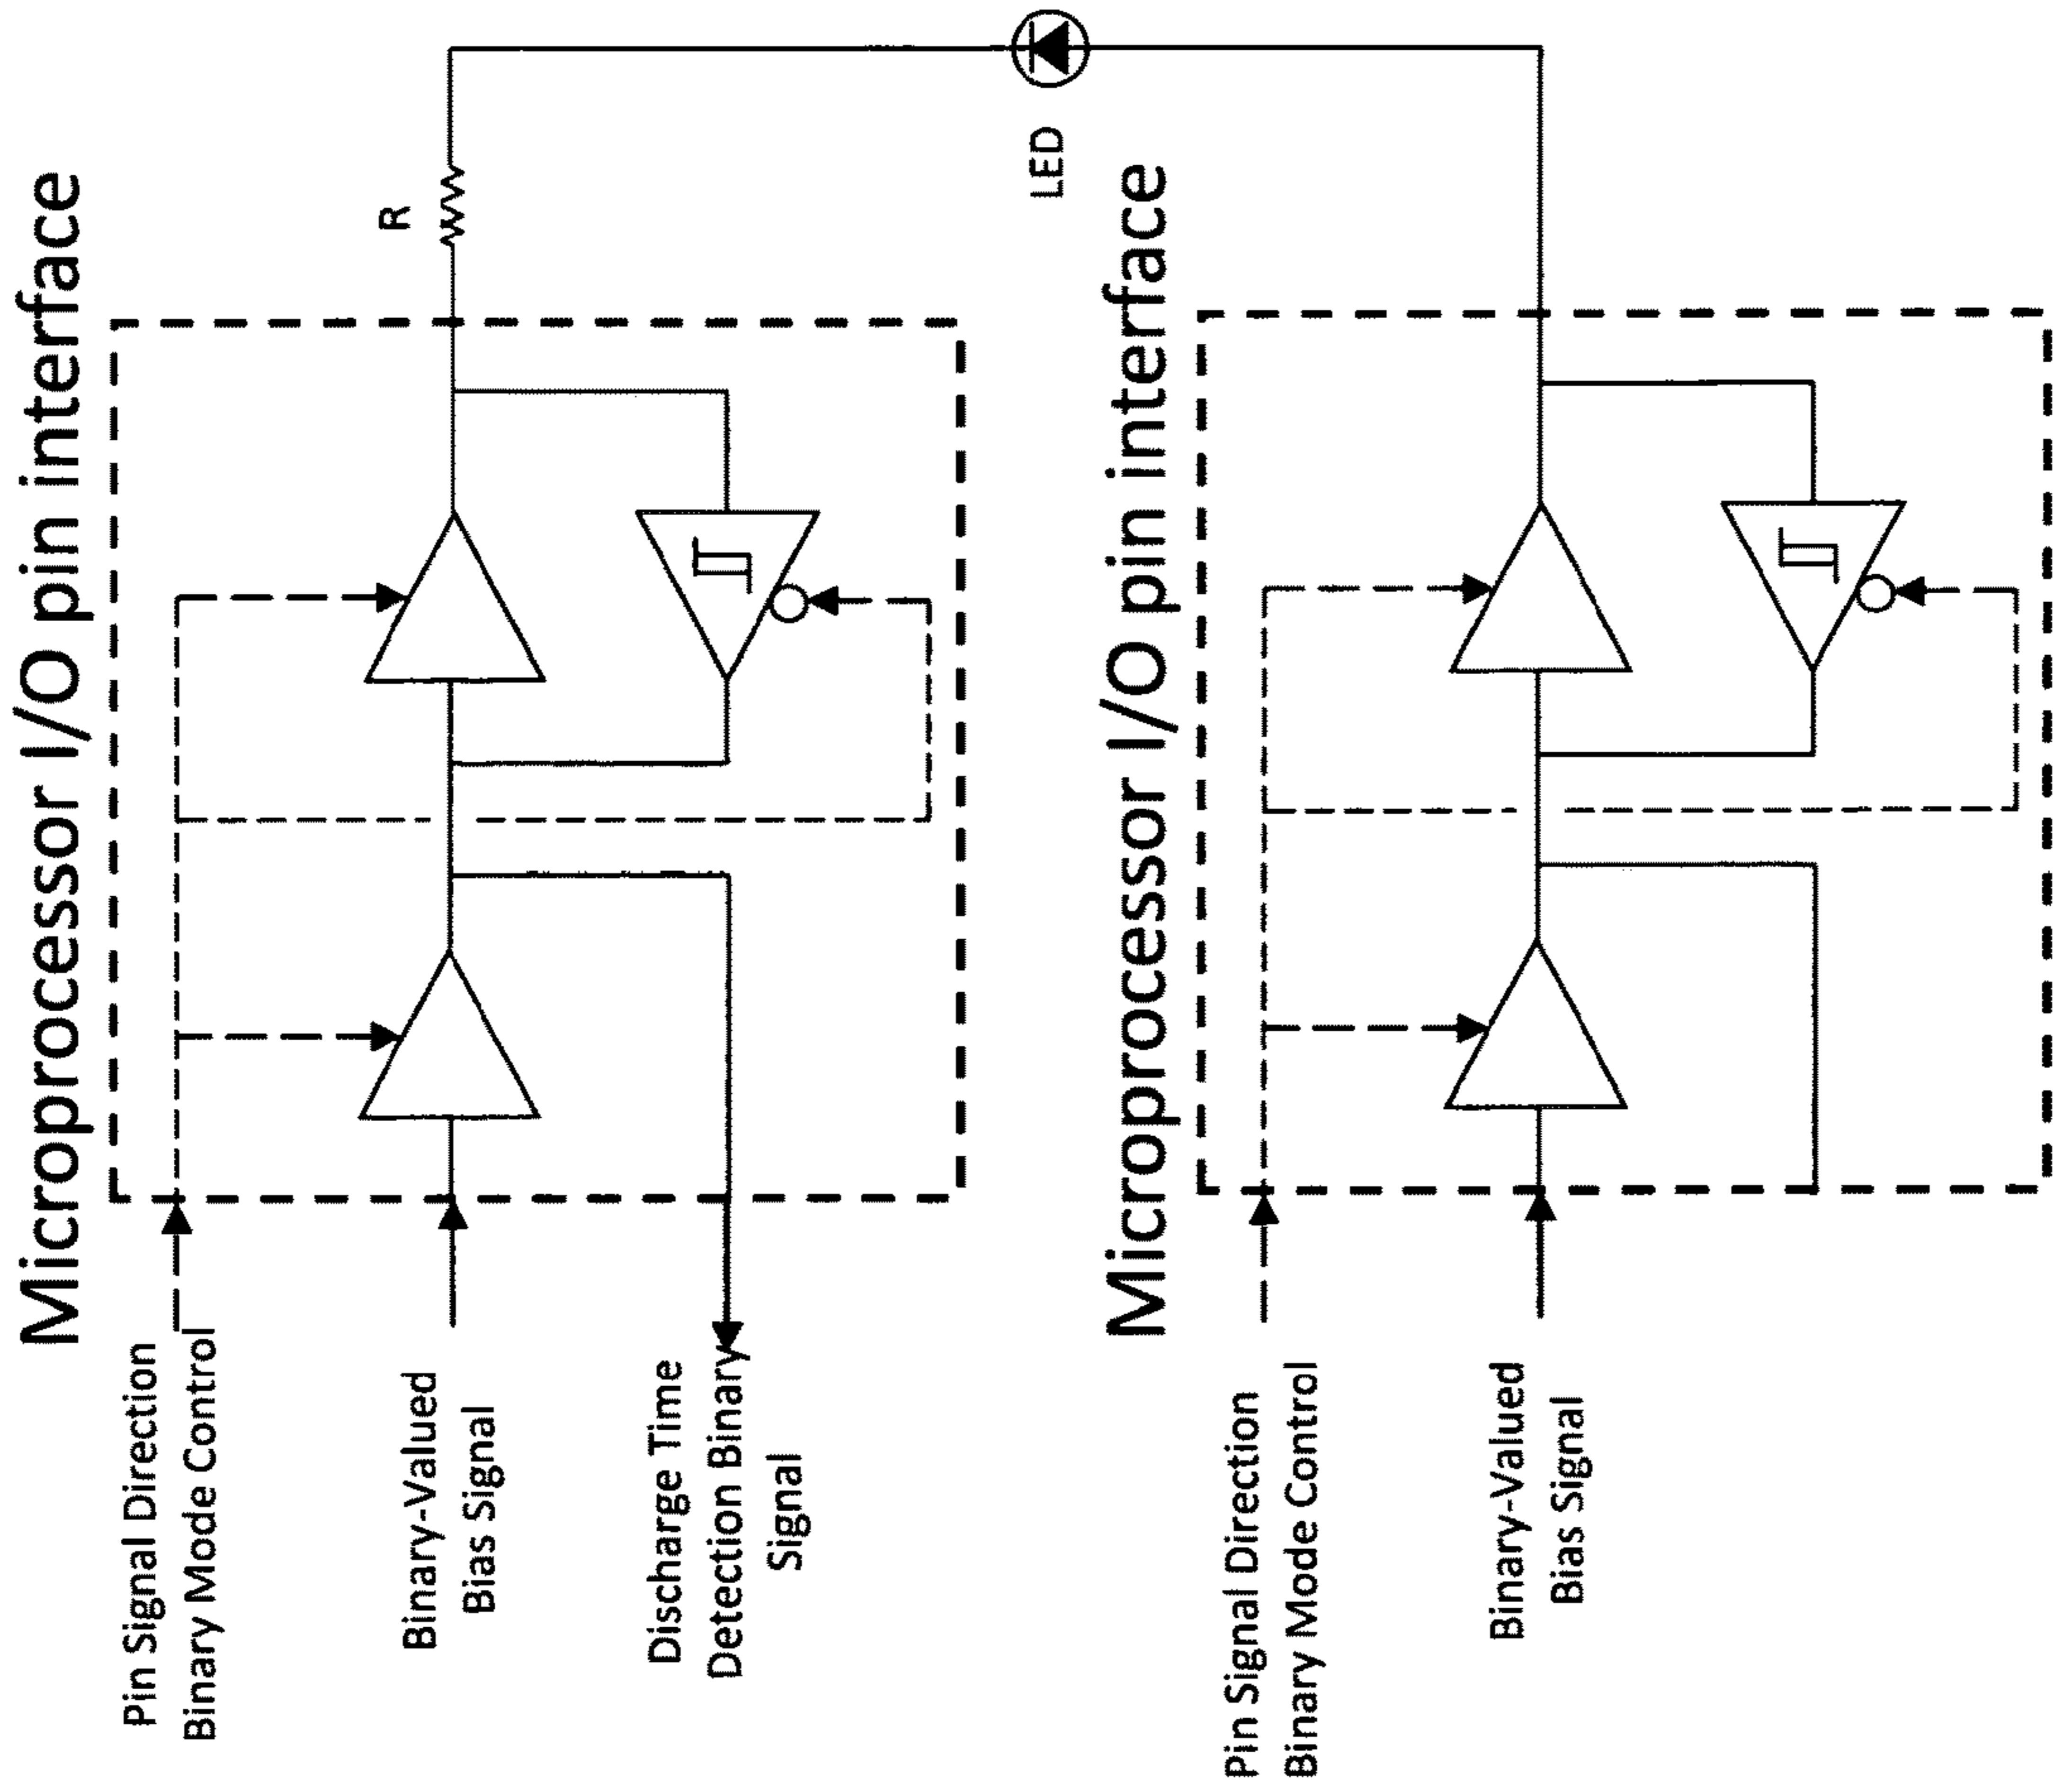 Microprocessor I/O pin interface
Pin Signal Direction
Binary Mode Control
Binary-Valued
Bias Signal
Discharge Time
Detection Binary
Signal
R
LED
Microprocessor I/O pin interface
Pin Signal Direction
Binary Mode Control
Binary-Valued
Bias Signal